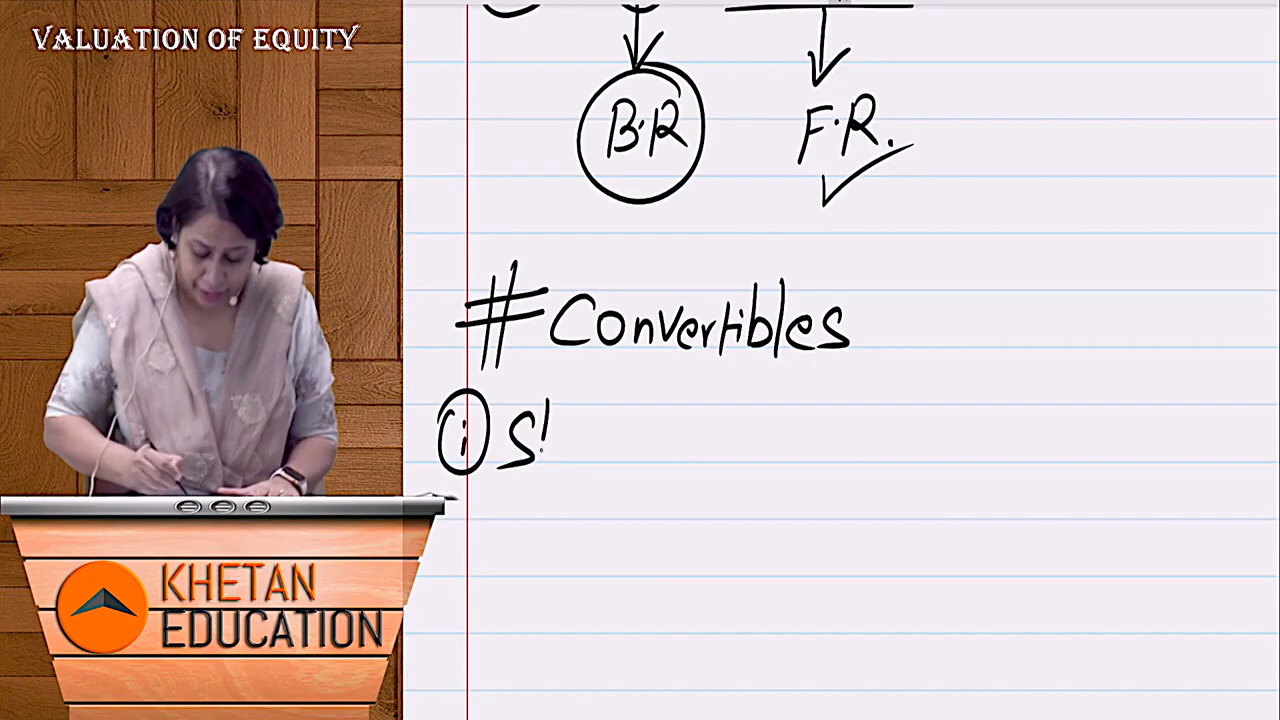 VALUATION OF EQUITY
B.R F.R.
# Convertibles
(i) S
KHETAN
EDUCATION